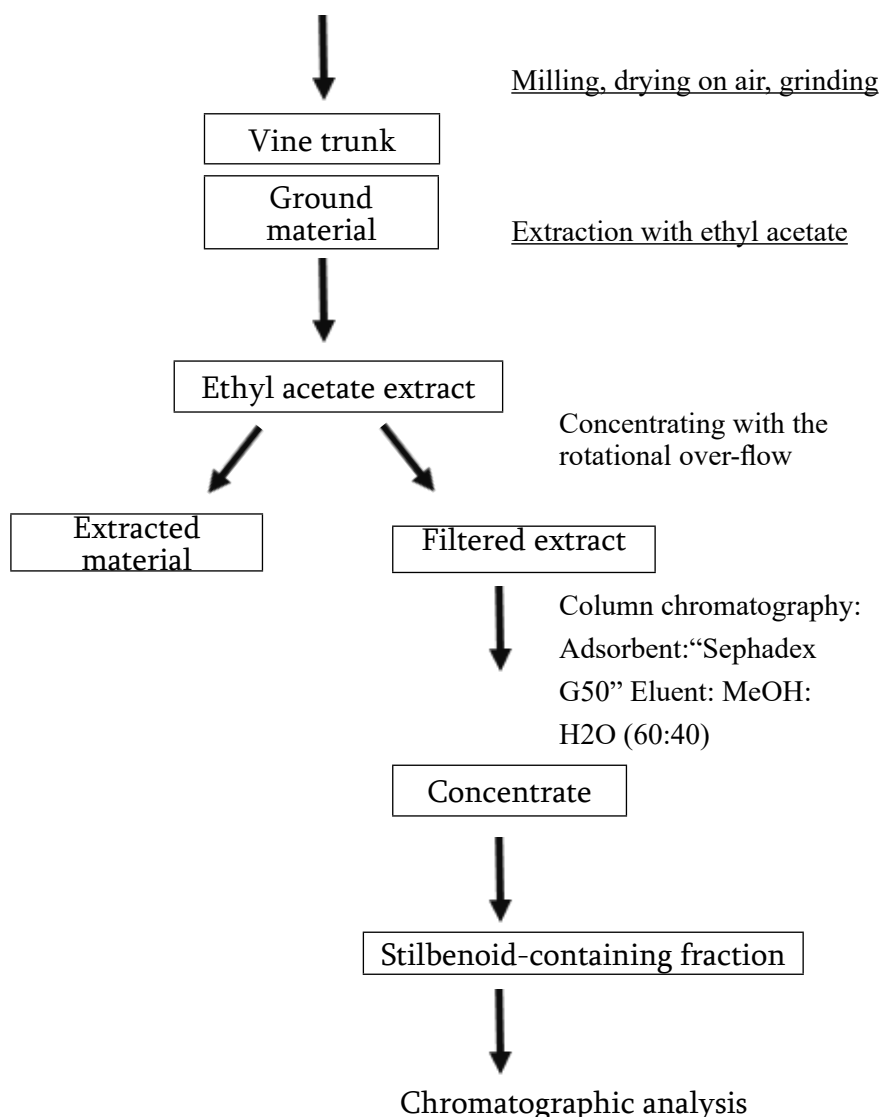 Milling, drying on air, grinding
Vine trunk
Ground
material
Extraction with ethyl acetate
Ethyl acetate extract
Concentrating with the
rotational over-flow
Extracted
material
Filtered extract
Column chromatography:
Adsorbent:“Sephadex
G50” Eluent: MeOH:
H2O (60:40)
Concentrate
Stilbenoid-containing fraction
Chromatographic analysis